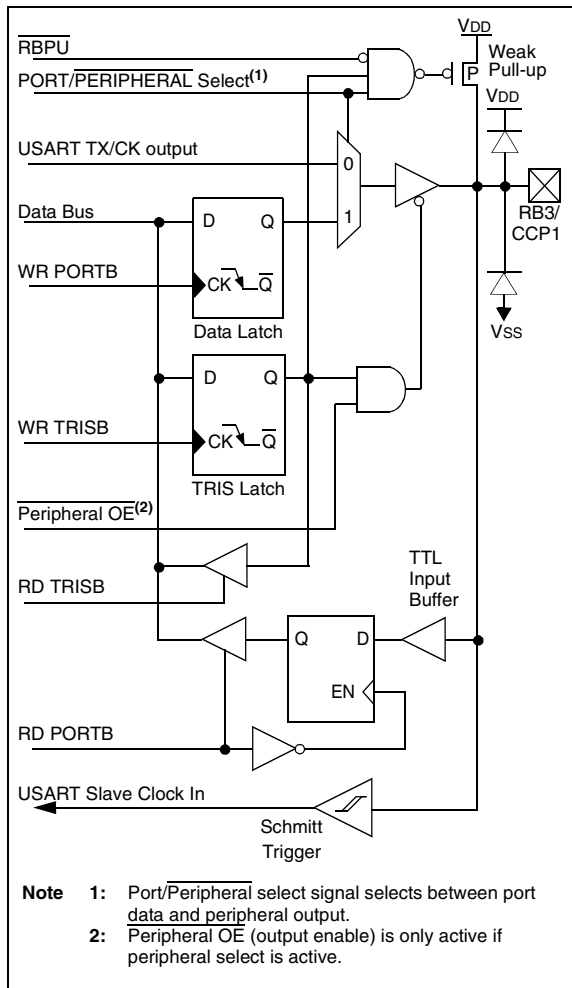 RBPU
VDD
Weak
Pull-up
P
PORT/PERIPHERAL Select(1)
VDD
USART TX/CK output
0
Data Bus
D Q
1
RB3/
CCP1
WR PORTB
CK Q
Data Latch
VSS
D Q
WR TRISB
CK Q
TRIS Latch
Peripheral OE(2)
RD TRISB
TTL
Input
Buffer
Q D
EN
RD PORTB
USART Slave Clock In
Schmitt
Trigger
Note 1: Port/Peripheral select signal selects between port
data and peripheral output.
2: Peripheral OE (output enable) is only active if
peripheral select is active.